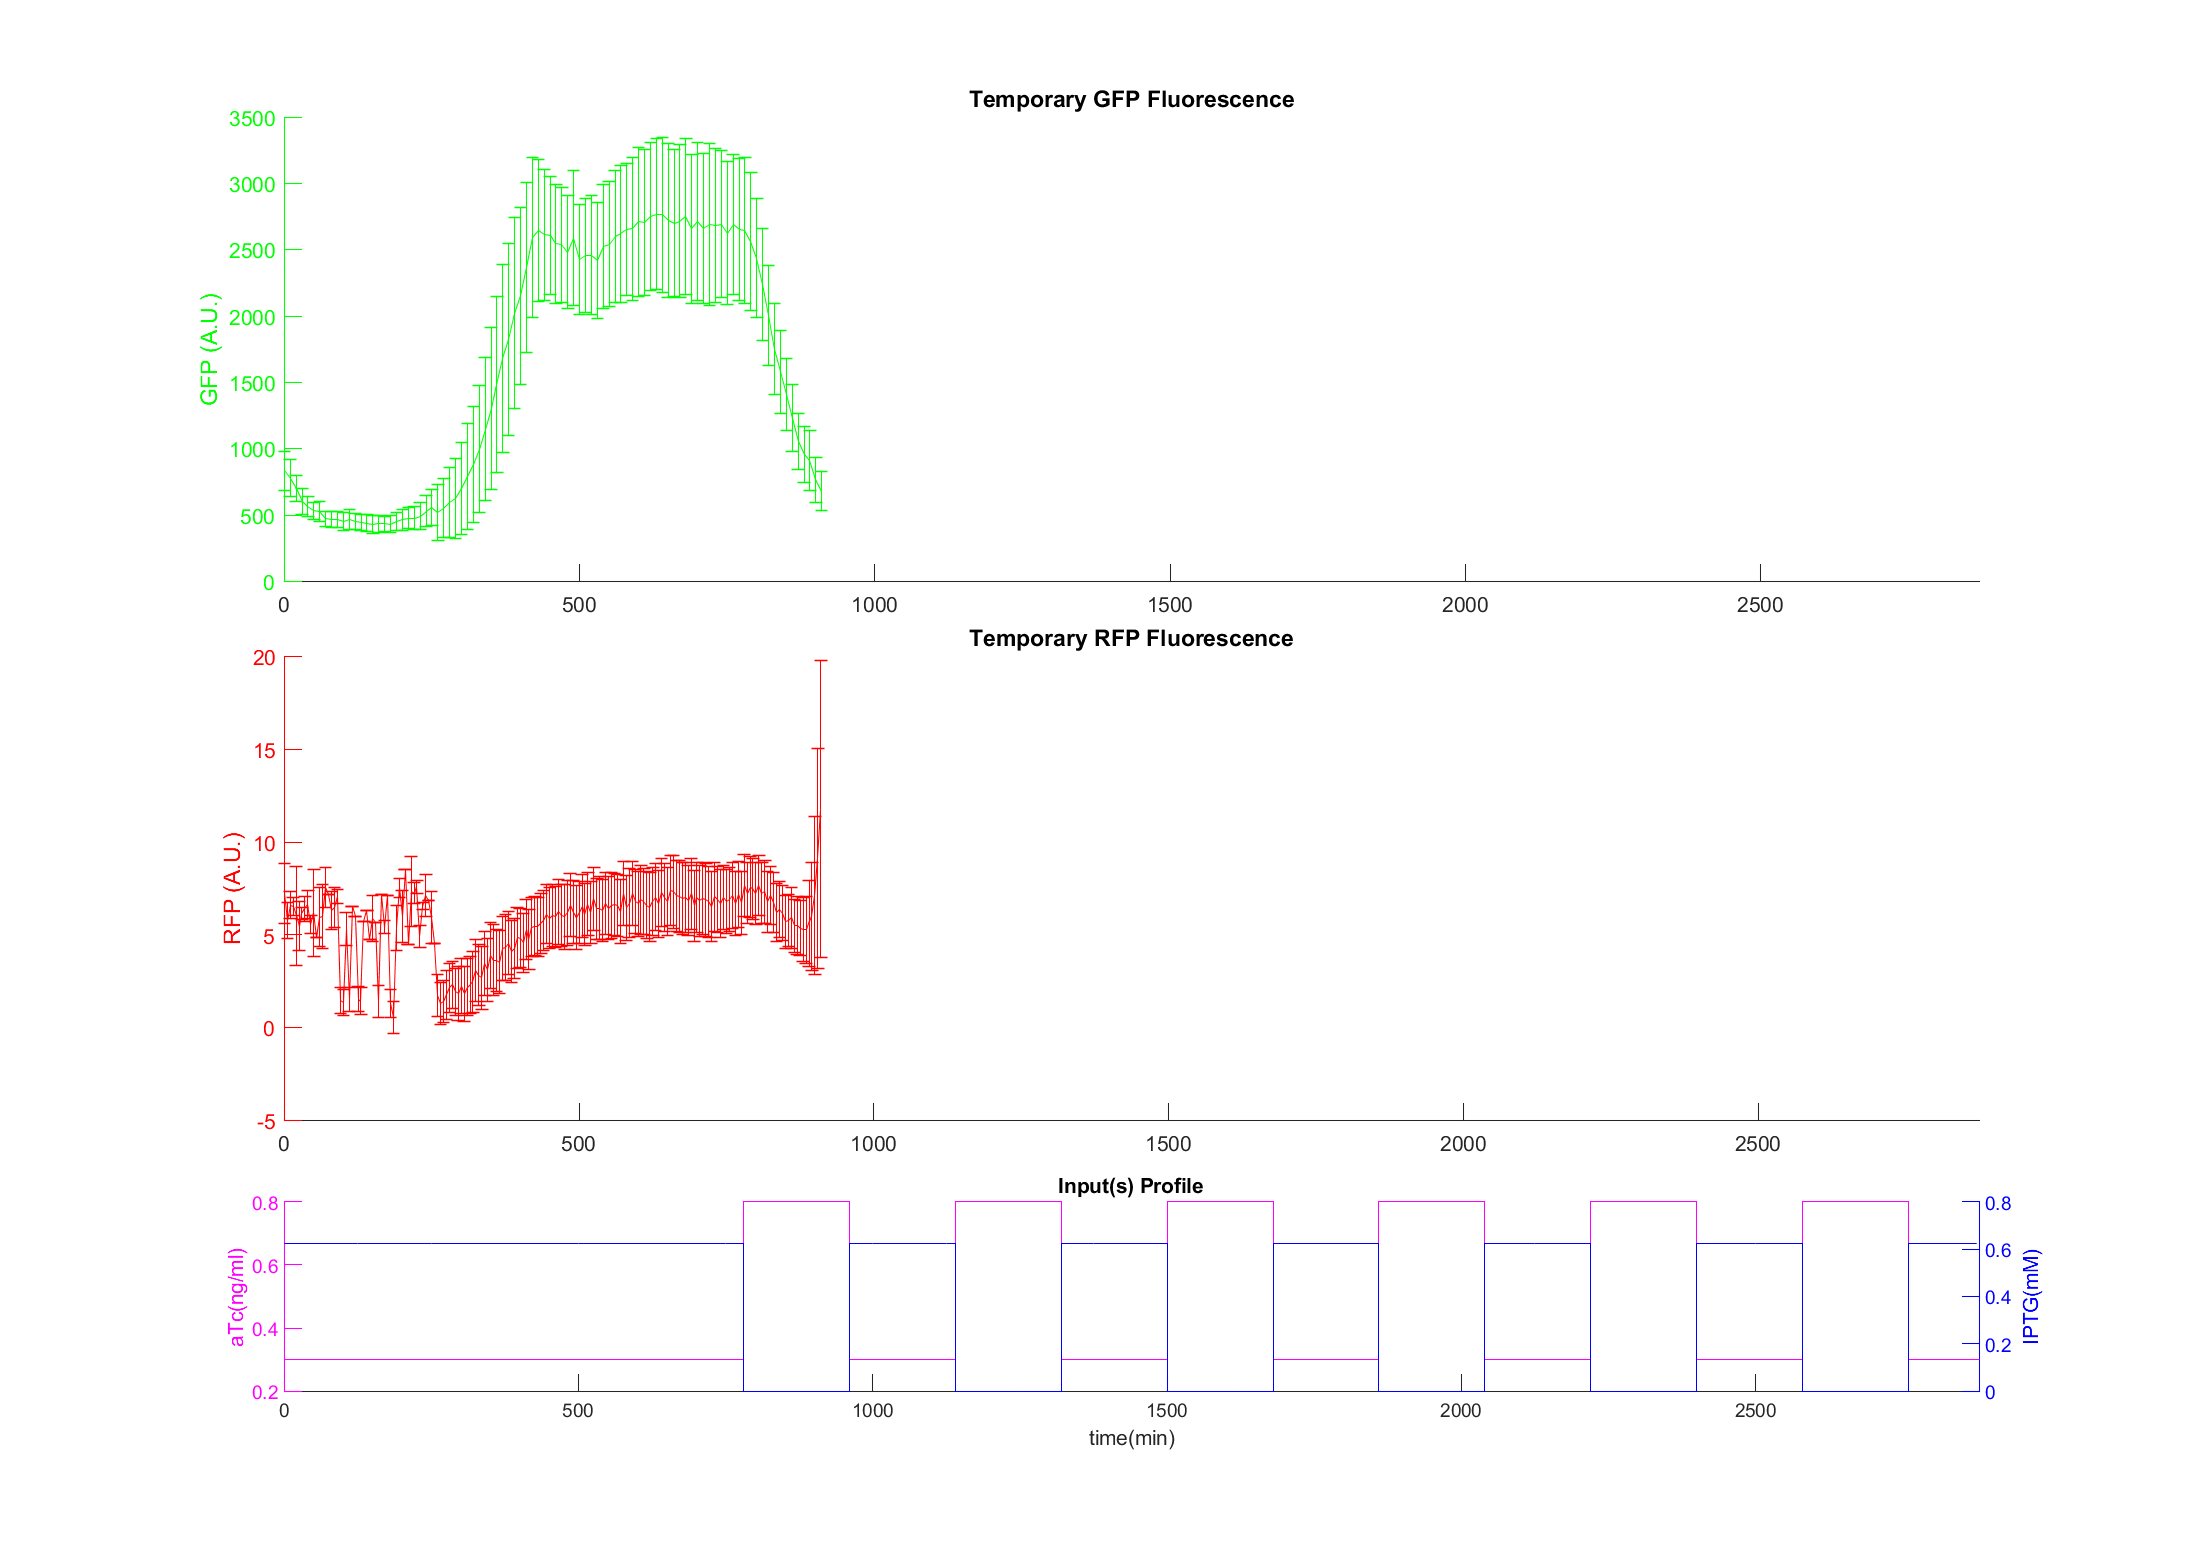 Temporary GFP Fluorescence
3500
3000
2500
2000
1500
1000
500
0
GFP (A.U.)
0 500 1000 1500 2000 2500
Temporary RFP Fluorescence
20
15
10
5
0
-5
RFP (A.U.)
0 500 1000 1500 2000 2500
Input(s) Profile
0.8
0.6
0.4
0.2
aTc(ng/ml)
0.8
0.6
0.4
0.2
0
IPTG(mM)
0 500 1000 1500 2000 2500
time(min)